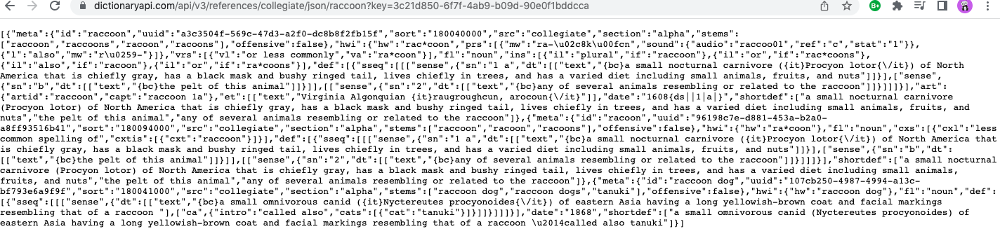 dictionaryapi.com/api/v3/references/collegiate/json/raccoon?key=3c21d850-6f7f-4ab9-b09d-90e0f1bddcca
[{"meta":{"id":"raccoon","uuid":"a3c3504f-569c-47d3-a2f0-dc8b8f2fb15f","sort":"180040000","src":"collegiate","section":"alpha","stems":
["raccoon","raccoons","racoon","racoons"],"offensive":false},"hwi":{"hw":"rac*coon","prs":[{"mw":"ra-\u02c8k\u00fcn","sound":{"audio":"raccoo01","ref":"c","stat":"1"}},
{"l":"also","mw":"r\u0259-"}]},"vrs":[{"vl":"or less commonly","va":"ra*coon"}],"fl":"noun","ins":[{"il":"plural","if":"raccoon"},{"il":"or","if":"rac*coons"},
{"il":"also","if":"racoon"},{"il":"or","if":"ra*coons"}],"def":[{"sseq":[[["sense",{"sn":"1 a","dt":[["text","{bc}a small nocturnal carnivore ({it}Procyon lotor{\/it}) of North
America that is chiefly gray, has a black mask and bushy ringed tail, lives chiefly in trees, and has a varied diet including small animals, fruits, and nuts"]]}],["sense",
{"sn":"b","dt":[["text","{bc}the pelt of this animal"]]}]],[["sense",{"sn":"2","dt":[["text","{bc}any of several animals resembling or related to the raccoon"]]}]]]}],"art":
{"artid":"raccoon","capt":"raccoon 1a"},"et":[["text","Virginia Algonquian {it}raugroughcun, arocoun{\/it}"]],"date":"1608{ds||1|a|}","shortdef":["a small nocturnal carnivore
(Procyon lotor) of North America that is chiefly gray, has a black mask and bushy ringed tail, lives chiefly in trees, and has a varied diet including small animals, fruits, and
nuts","the pelt of this animal","any of several animals resembling or related to the raccoon"]},{"meta":{"id":"racoon","uuid":"96198c7e-d881-453a-b2a0-
a8ff93516b41","sort":"180094000","src":"collegiate","section":"alpha","stems":["raccoon","racoon","racoons"],"offensive":false},"hwi":{"hw":"ra*coon"},"fl":"noun","cxs":[{"cxl":"less
common spelling of","cxtis":[{"cxt":"raccoon"}]}],"def":[{"sseq":[[["sense",{"sn":"1 a","dt":[["text","{bc}a small nocturnal carnivore ({it}Procyon lotor{\/it}) of North America that
is chiefly gray, has a black mask and bushy ringed tail, lives chiefly in trees, and has a varied diet including small animals, fruits, and nuts"]]}],["sense",{"sn":"b","dt":
[["text","{bc}the pelt of this animal"]]}]],[["sense",{"sn":"2","dt":[["text","{bc}any of several animals resembling or related to the raccoon"]]}]]]}],"shortdef":["a small nocturnal
carnivore (Procyon lotor) of North America that is chiefly gray, has a black mask and bushy ringed tail, lives chiefly in trees, and has a varied diet including small animals,
fruits, and nuts","the pelt of this animal","any of several animals resembling or related to the raccoon"]},{"meta":{"id":"raccoon dog","uuid":"107cb250-4987-4994-a13c-
bf793e6a9f9f","sort":"180041000","src":"collegiate","section":"alpha","stems":["raccoon dog","raccoon dogs","tanuki"],"offensive":false},"hwi":{"hw":"raccoon dog"},"fl":"noun","def":
[{"sseq":[[["sense",{"dt":[["text","{bc}a small omnivorous canid ({it}Nyctereutes procyonoides{\/it}) of eastern Asia having a long yellowish-brown coat and facial markings
resembling that of a raccoon "],["ca",{"intro":"called also","cats":[{"cat":"tanuki"}]}]]}]]]}],"date":"1868","shortdef":["a small omnivorous canid (Nyctereutes procyonoides) of
eastern Asia having a long yellowish-brown coat and facial markings resembling that of a raccoon \u2014called also tanuki"]}]